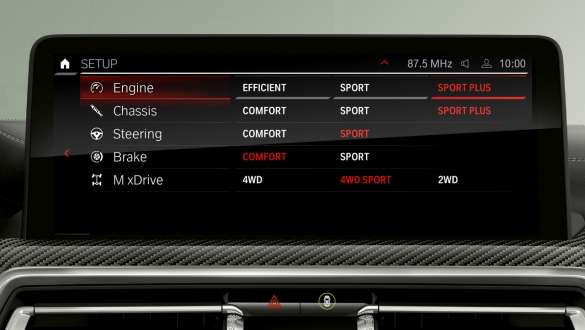 SETUP 87.5 MHz 10:00
Engine EFFICIENT SPORT SPORT PLUS
Chassis COMFORT SPORT SPORT PLUS
Steering COMFORT SPORT
Brake COMFORT SPORT
M xDrive 4WD 4WD SPORT 2WD